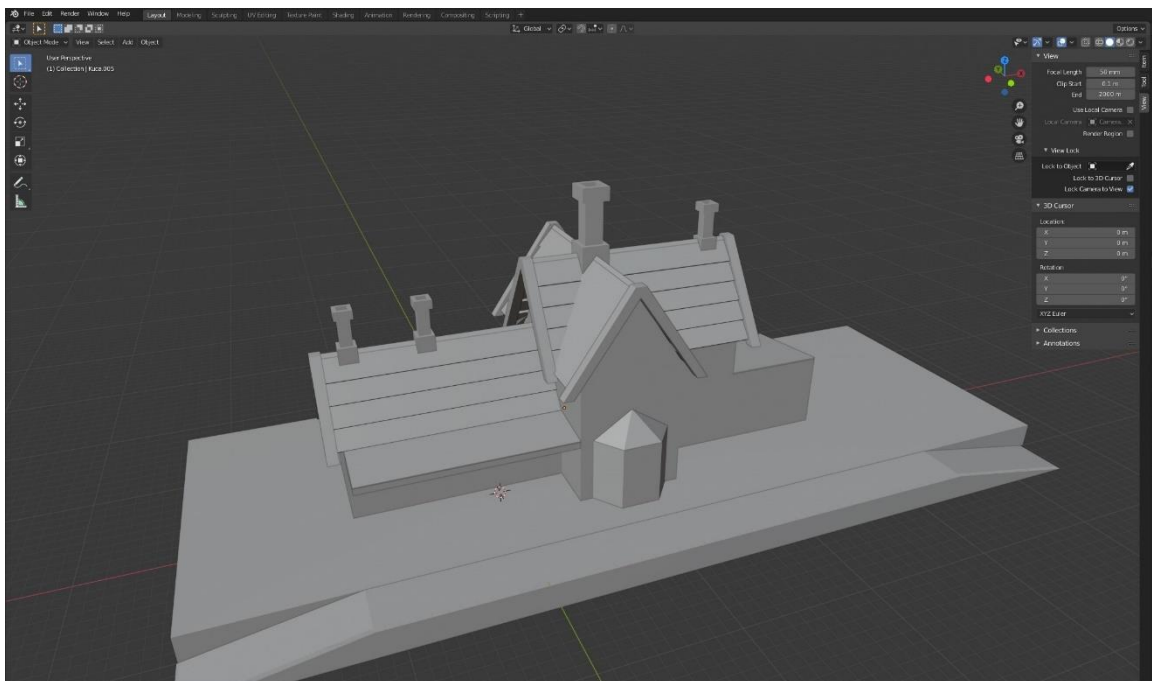 File Edit Render Window Help Layout Modeling Sculpting UV Editing Texture Paint Shading Animation Rendering Compositing Scripting +
Global Options
Object Mode View Select Add Object
User Perspective
(1) Collection | Kuca.005
View
Focal Length 50 mm
Clip Start 0.1 m
End 2000 m
Use Local Camera
Local Camera Camera
Render Region
View Lock
Lock to Object
Lock to 3D Cursor
Lock Camera to View
3D Cursor
Location:
X 0 m
Y 0 m
Z 0 m
Rotation:
X 0°
Y 0°
Z 0°
XYZ Euler
Collections
Annotations
Item
Tool
View